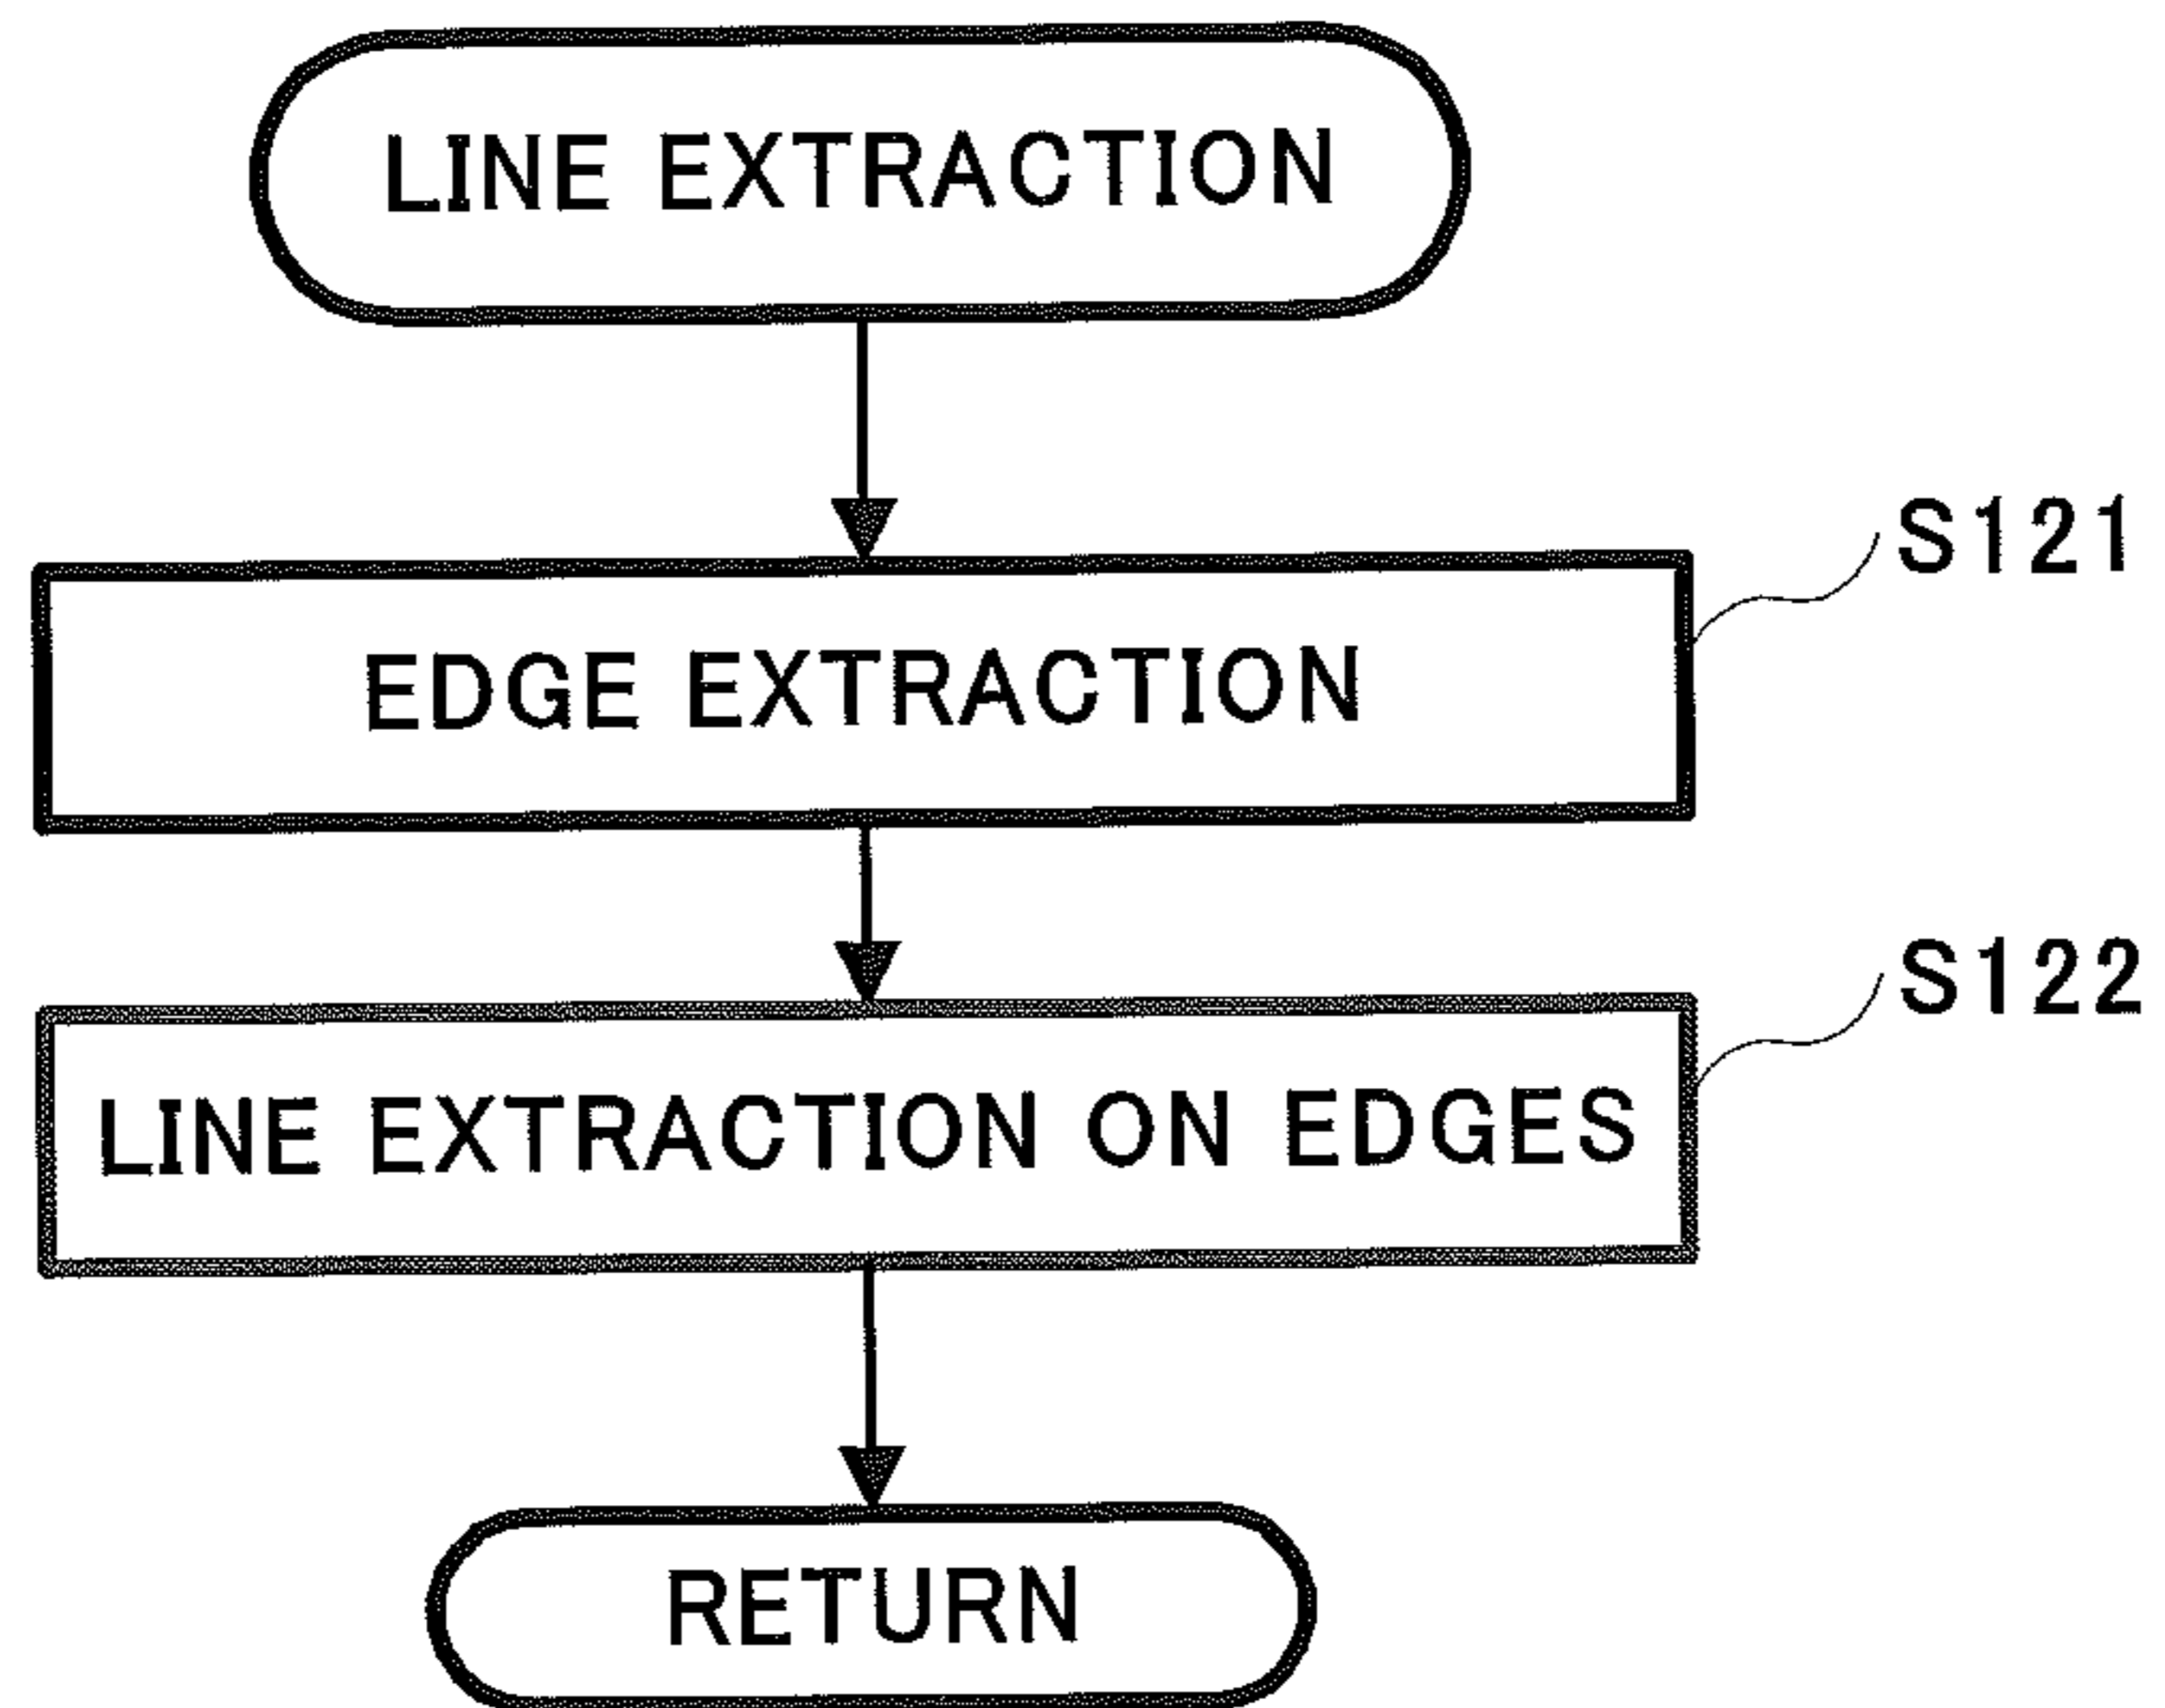 LINE EXTRACTION
S121
EDGE EXTRACTION
S122
LINE EXTRACTION ON EDGES
RETURN